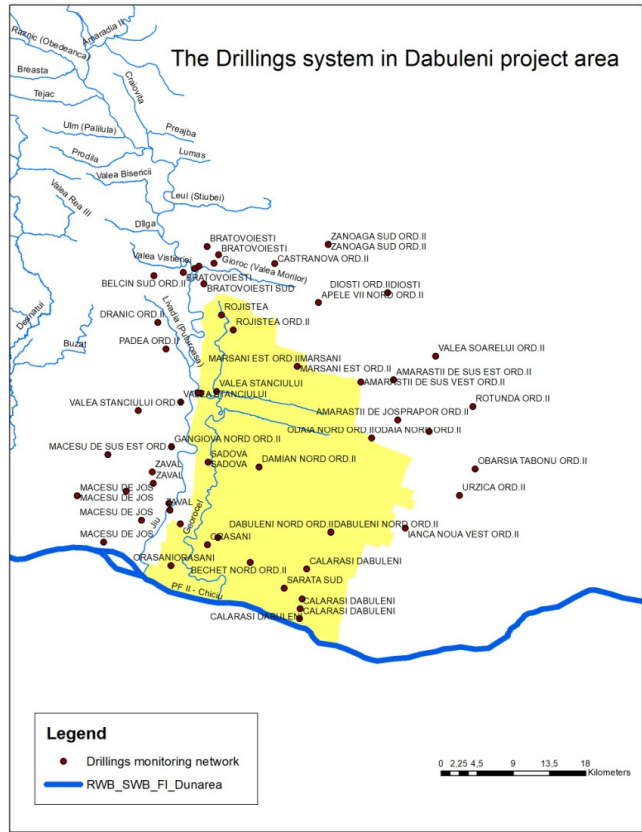 Raznic (Obedeanca)
Amaradia II
The Drillings system in Dabuleni project area
Breasta
Craiovita
Tejac
Ulm (Palilula)
Preajba
Prodila
Lumas
Valea Bisericii
Valea Rea III
Leul (Stiubei)
Dîlga
BRATOVOIESTI
ZANOAGA SUD ORD.II
ZANOAGA SUD ORD.II
BRATOVOIESTI
Valea Vistieriei
Gioroc (Valea Morilor)
CASTRANOVA ORD.II
BRATOVOIESTI
BELCIN SUD ORD.II
BRATOVOIESTI SUD
DIOSTI ORD.IIDIOSTI
APELE VII NORD ORD.II
Desnatui
Livadia (Puturoasa)
ROJISTEA
DRANIC ORD.II
ROJISTEA ORD.II
Buzat
PADEA ORD.II
MARSANI EST ORD.IIMARSANI
MARSANI EST ORD.II
VALEA SOARELUI ORD.II
AMARASTII DE SUS EST ORD.II
AMARASTII DE SUS VEST ORD.II
VALEA STANCIULUI
VALEA STANCIULUI
VALEA STANCIULUI ORD.II
ROTUNDA ORD.II
AMARASTII DE JOSPRAPOR ORD.II
ODAIA NORD ORD.IIODAIA NORD ORD.II
GANGIOVA NORD ORD.II
MACESU DE SUS EST ORD.II
SADOVA
SADOVA
DAMIAN NORD ORD.II
ZAVAL
ZAVAL
OBARSIA TABONU ORD.II
MACESU DE JOS
MACESU DE JOS
URZICA ORD.II
ZAVAL
MACESU DE JOS
Jiu
Georocel
DABULENI NORD ORD.IIDABULENI NORD ORD.II
IANCA NOUA VEST ORD.II
MACESU DE JOS
ORASANI
ORASANIORASANI
BECHET NORD ORD.II
CALARASI DABULENI
SARATA SUD
PF II - Chiciu
CALARASI DABULENI
CALARASI DABULENI
CALARASI DABULENI
Legend
Drillings monitoring network
RWB_SWB_FI_Dunarea
0 2,25 4,5 9 13,5 18
Kilometers